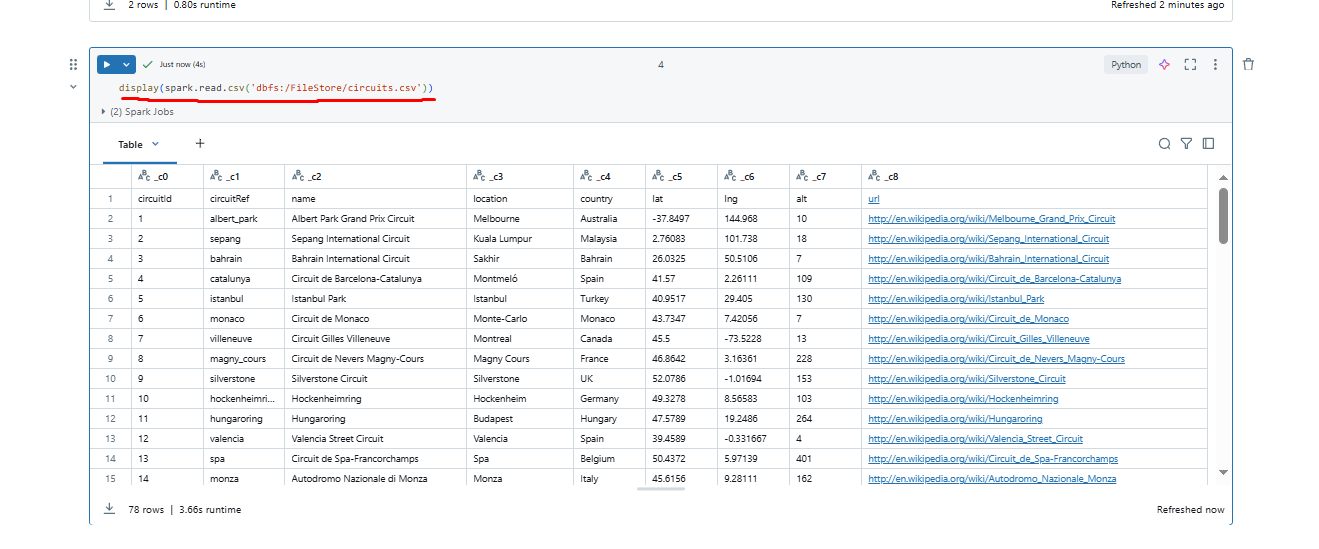 2 rows | 0.80s runtime Refreshed 2 minutes ago
Just now (4s) 4 Python
display(spark.read.csv('dbfs:/FileStore/circuits.csv'))
(2) Spark Jobs
Table +
_c0 _c1 _c2 _c3 _c4 _c5 _c6 _c7 _c8
1 circuitId circuitRef name location country lat lng alt url
2 1 albert_park Albert Park Grand Prix Circuit Melbourne Australia -37.8497 144.968 10 http://en.wikipedia.org/wiki/Melbourne_Grand_Prix_Circuit
3 2 sepang Sepang International Circuit Kuala Lumpur Malaysia 2.76083 101.738 18 http://en.wikipedia.org/wiki/Sepang_International_Circuit
4 3 bahrain Bahrain International Circuit Sakhir Bahrain 26.0325 50.5106 7 http://en.wikipedia.org/wiki/Bahrain_International_Circuit
5 4 catalunya Circuit de Barcelona-Catalunya Montmeló Spain 41.57 2.26111 109 http://en.wikipedia.org/wiki/Circuit_de_Barcelona-Catalunya
6 5 istanbul Istanbul Park Istanbul Turkey 40.9517 29.405 130 http://en.wikipedia.org/wiki/Istanbul_Park
7 6 monaco Circuit de Monaco Monte-Carlo Monaco 43.7347 7.42056 7 http://en.wikipedia.org/wiki/Circuit_de_Monaco
8 7 villeneuve Circuit Gilles Villeneuve Montreal Canada 45.5 -73.5228 13 http://en.wikipedia.org/wiki/Circuit_Gilles_Villeneuve
9 8 magny_cours Circuit de Nevers Magny-Cours Magny Cours France 46.8642 3.16361 228 http://en.wikipedia.org/wiki/Circuit_de_Nevers_Magny-Cours
10 9 silverstone Silverstone Circuit Silverstone UK 52.0786 -1.01694 153 http://en.wikipedia.org/wiki/Silverstone_Circuit
11 10 hockenheimri... Hockenheimring Hockenheim Germany 49.3278 8.56583 103 http://en.wikipedia.org/wiki/Hockenheimring
12 11 hungaroring Hungaroring Budapest Hungary 47.5789 19.2486 264 http://en.wikipedia.org/wiki/Hungaroring
13 12 valencia Valencia Street Circuit Valencia Spain 39.4589 -0.331667 4 http://en.wikipedia.org/wiki/Valencia_Street_Circuit
14 13 spa Circuit de Spa-Francorchamps Spa Belgium 50.4372 5.97139 401 http://en.wikipedia.org/wiki/Circuit_de_Spa-Francorchamps
15 14 monza Autodromo Nazionale di Monza Monza Italy 45.6156 9.28111 162 http://en.wikipedia.org/wiki/Autodromo_Nazionale_Monza
78 rows | 3.66s runtime Refreshed now